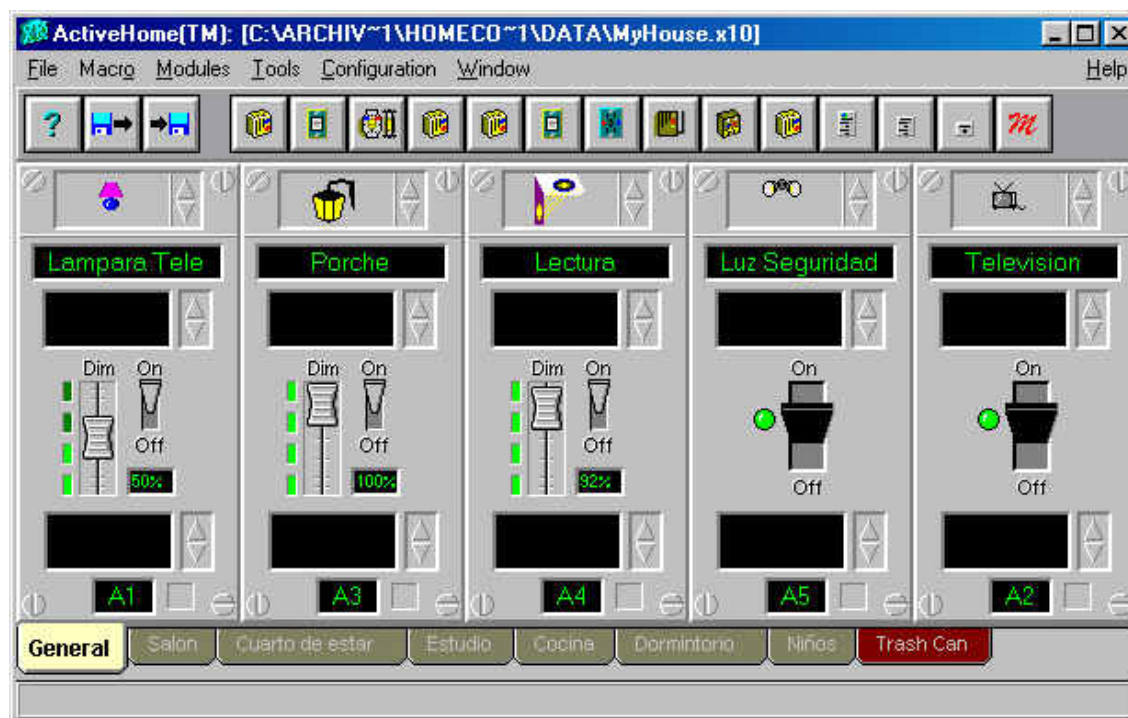 ActiveHome(TM): [C:\ARCHIV~1\HOMECO~1\DATA\MyHouse.x10]
File Macro Modules Tools Configuration Window Help
? m
Lampara Tele Porche Lectura Luz Seguridad Television
Dim On Dim On Dim On On On
Off Off Off
50% 100% 92% Off Off
A1 A3 A4 A5 A2
General Salón Cuarto de estar Estudio Cocina Dormintorio Niños Trash Can